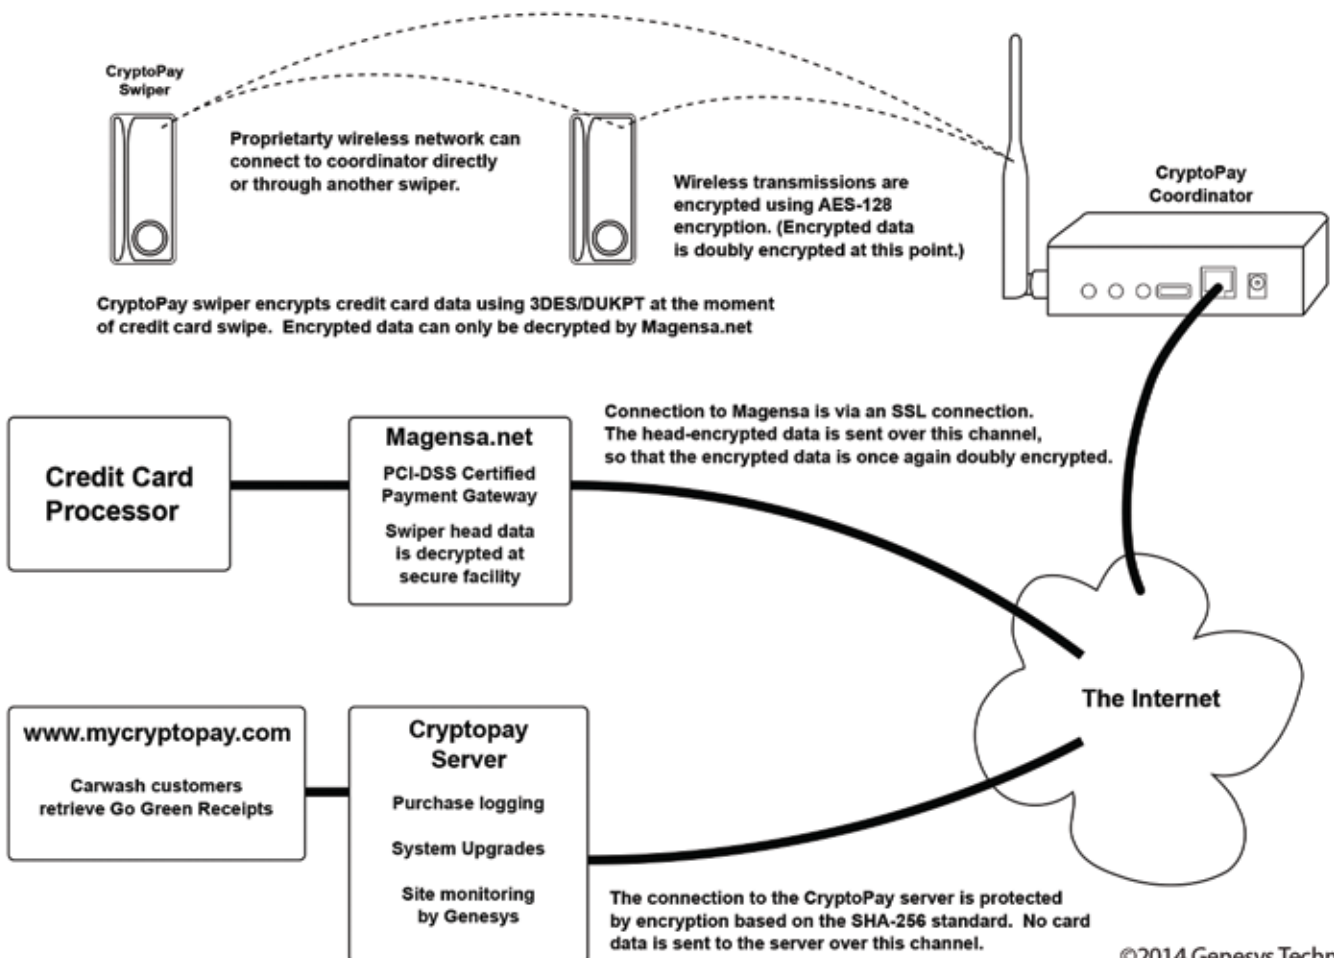 CryptoPay
Swiper
Proprietarty wireless network can
connect to coordinator directly
or through another swiper.
Wireless transmissions are
encrypted using AES-128
encryption. (Encrypted data
is doubly encrypted at this point.)
CryptoPay
Coordinator
CryptoPay swiper encrypts credit card data using 3DES/DUKPT at the moment
of credit card swipe. Encrypted data can only be decrypted by Magensa.net
Credit Card
Processor
Magensa.net
PCI-DSS Certified
Payment Gateway
Swiper head data
is decrypted at
secure facility
Connection to Magensa is via an SSL connection.
The head-encrypted data is sent over this channel,
so that the encrypted data is once again doubly encrypted.
The Internet
www.mycryptopay.com
Carwash customers
retrieve Go Green Receipts
Cryptopay
Server
Purchase logging
System Upgrades
Site monitoring
by Genesys
The connection to the CryptoPay server is protected
by encryption based on the SHA-256 standard. No card
data is sent to the server over this channel.
©2014 Genesys Techn